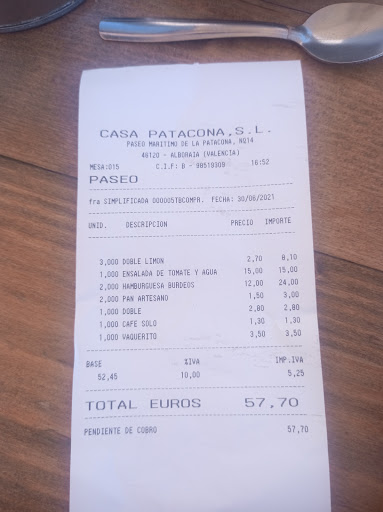 CASA PATACONA, S.L.
PASEO MARITIMO DE LA PATACONA, NO14
46120 - ALBORAIA (VALENCIA)
MESA:015 C.I.F: B - 98519308 16:52
PASEO
fra SIMPLIFICADA 000005TBCOMPR. FECHA: 30/06/2021
UNID. DESCRIPCION PRECIO IMPORTE
3,000 DOBLE LIMON 2,70 8,10
1,000 ENSALADA DE TOMATE Y AGUA 15,00 15,00
2,000 HAMBURGUESA BURDEOS 12,00 24,00
2,000 PAN ARTESANO 1,50 3,00
1,000 DOBLE 2,80 2,80
1,000 CAFE SOLO 1,30 1,30
1,000 VAQUERITO 3,50 3,50
BASE %IVA IMP.IVA
52,45 10,00 5,25
TOTAL EUROS 57,70
PENDIENTE DE COBRO 57,70